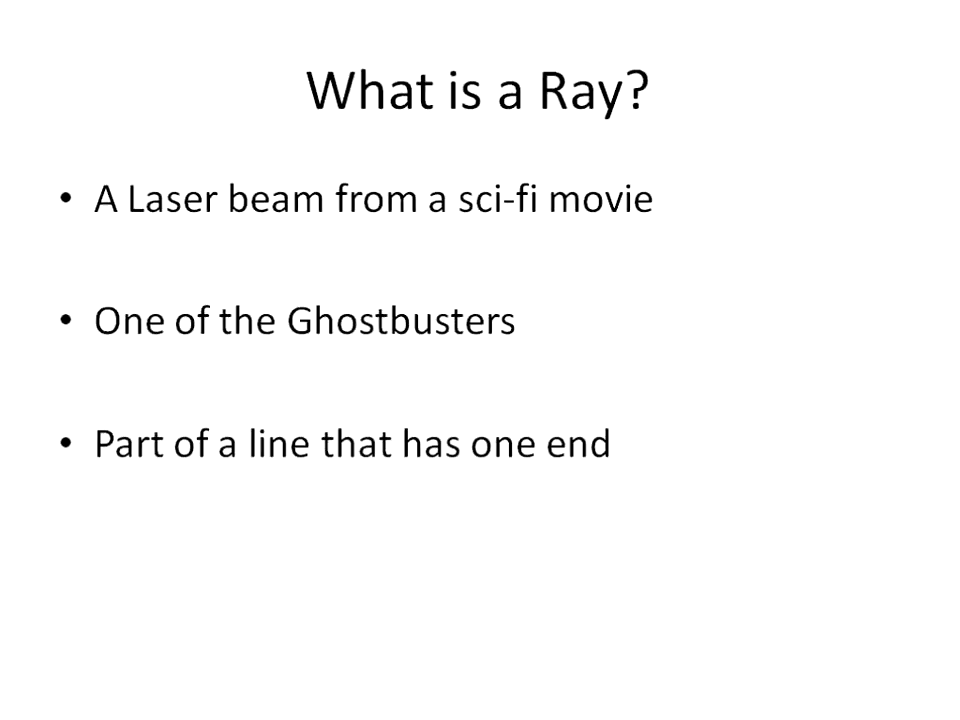 What is a Ray?
• A Laser beam from a sci-fi movie
• One of the Ghostbusters
• Part of a line that has one end